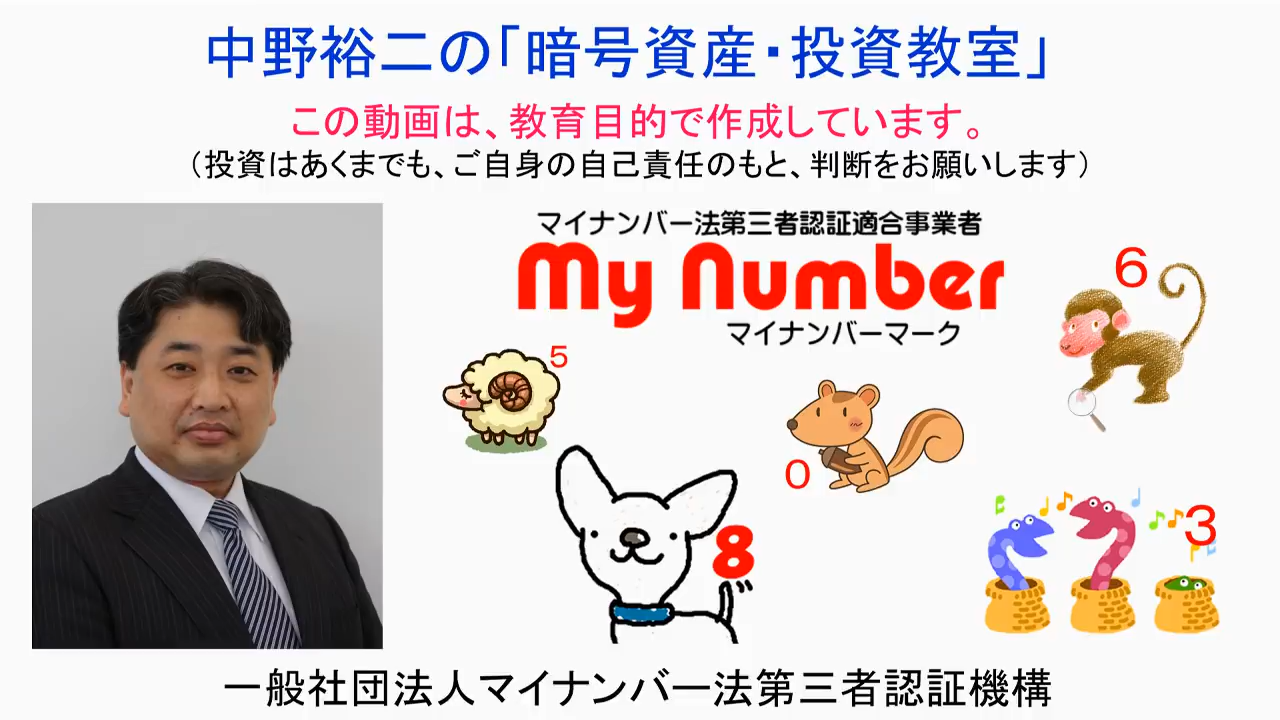 中野裕二の「暗号資産・投資教室」
この動画は、教育目的で作成しています。
（投資はあくまでも、ご自身の自己責任のもと、判断をお願いします）
マイナンバー法第三者認証適合事業者
My Number
マイナンバーマーク
6
5
0
8
3
一般社団法人マイナンバー法第三者認証機構